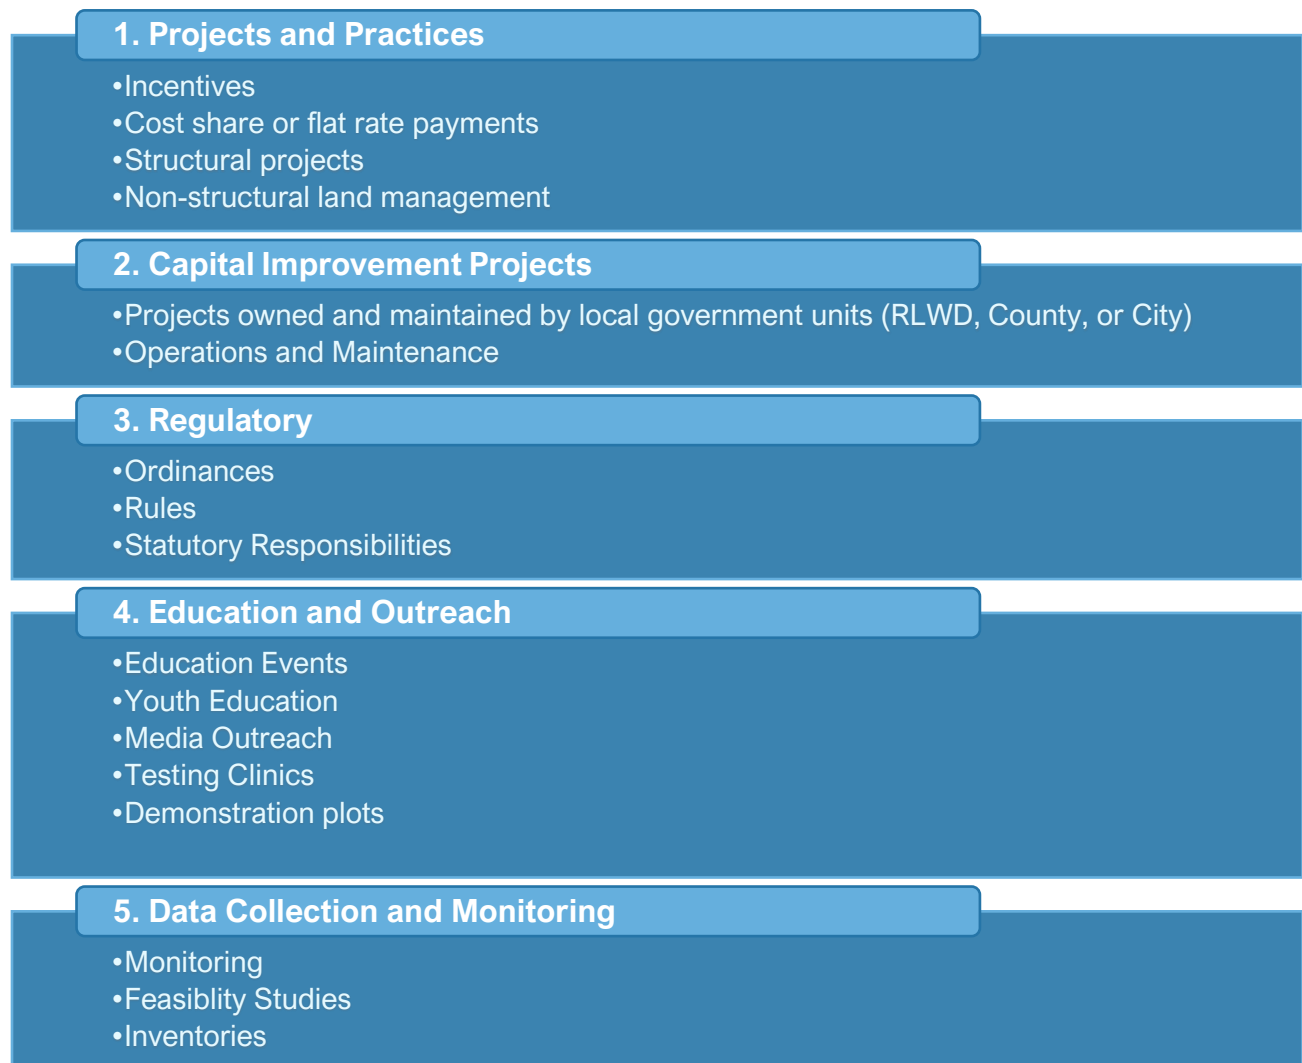 1. Projects and Practices
•Incentives
•Cost share or flat rate payments
•Structural projects
•Non-structural land management
2. Capital Improvement Projects
•Projects owned and maintained by local government units (RLWD, County, or City)
•Operations and Maintenance
3. Regulatory
•Ordinances
•Rules
•Statutory Responsibilities
4. Education and Outreach
•Education Events
•Youth Education
•Media Outreach
•Testing Clinics
•Demonstration plots
5. Data Collection and Monitoring
•Monitoring
•Feasiblity Studies
•Inventories